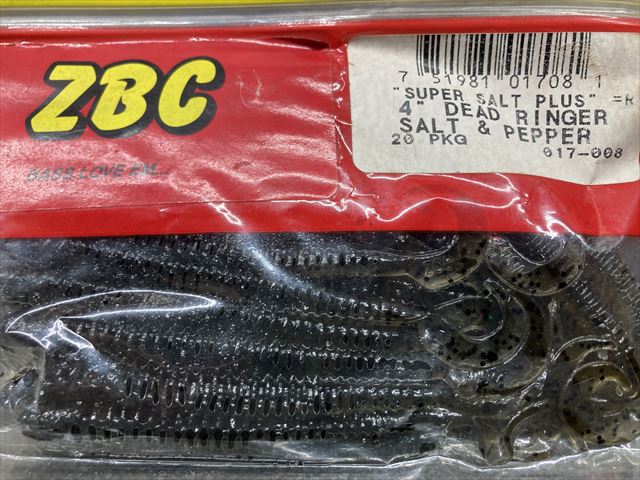 ZBC
BASS LOVE EM...
7 51981 01708 1
"SUPER SALT PLUS" =R
4" DEAD RINGER
SALT & PEPPER
20 PKG
017-008